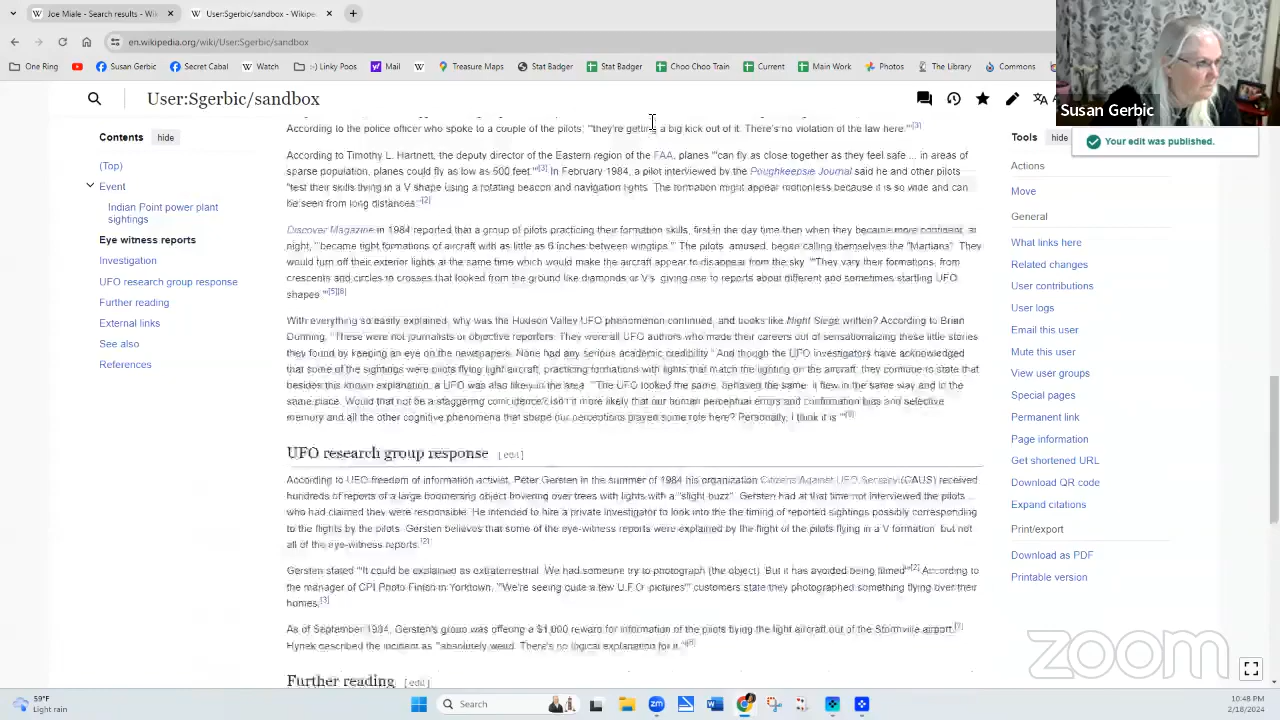 Joe Miale - Search results - Wiki
User:Sgerbic/sandbox - Wikipe
en.wikipedia.org/wiki/User:Sgerbic/sandbox
One Ring
Susan Gerbic
Secret Cabal
Watch
:-) Linky Poos
Mail
Treasure Maps
Stat Badger
Stat Badger
Choo Choo Train
Current
Main Work
Photos
The Library
Commons
User:Sgerbic/sandbox
Susan Gerbic
Your edit was published.
Contents
hide
(Top)
Event
Indian Point power plant
sightings
Eye witness reports
Investigation
UFO research group response
Further reading
External links
See also
References
According to the police officer who spoke to a couple of the pilots, "'they're getting a big kick out of it. There's no violation of the law here.'"[3]
According to Timothy L. Hartnett, the deputy director of the Eastern region of the FAA, planes "'can fly as close together as they feel safe ... in areas of
sparse population, planes could fly as low as 500 feet.'"[3] In February 1984, a pilot interviewed by the Poughkeepsie Journal said he and other pilots
"test their skills flying in a V shape using a rotating beacon and navigation lights. The formation might appear motionless because it is so wide and can
be seen from long distances."[2]
Discover Magazine in 1984 reported that a group of pilots practicing their formation skills, first in the day time then when they became more confident at
night, "'became tight formations of aircraft with as little as 6 inches between wingtips.'" The pilots, amused, began calling themselves the "Martians". They
would turn off their exterior lights at the same time which would make the aircraft appear to disappear from the sky. "'They vary their formations, from
crescents and circles to crosses that looked from the ground like diamonds or V's', giving rise to reports about different and sometimes startling UFO
shapes."[5][6]
With everything so easily explained, why was the Hudson Valley UFO phenomenon continued, and books like Night Siege written? According to Brian
Dunning, "These were not journalists or objective reporters. They were all UFO authors who made their careers of sensationalizing these little stories
they found by keeping an eye on the newspapers. None had any serious academic credibility." And though the UFO investigators have acknowledged
that some of the sightings were pilots flying light aircraft, practicing formations with lights that match the lighting on the aircraft, they continue to state that
besides this known explanation, a UFO was also likely at
place. Would that not be a staggering coincidence? Isn't it more likely that our human perceptual errors and confirmation bias and selective
memory and all the other cognitive phenomena that shape our perceptions played some role here? Personally, I think it is."[8]
UFO research group response [edit]
According to UFO freedom of information activist, Peter Gersten in the summer of 1984 his organization Citizens Against UFO Secrecy (CAUS) received
hundreds of reports of a large boomerang object hovering over trees with lights with a "slight buzz". Gersten had at that time not interviewed the pilots
who had claimed they were responsible. He intended to hire a private investigator to look into the timing of reported sightings possibly corresponding
to the flights by the pilots. Gersten believes that some of the eye-witness reports were explained by the flight of the pilots flying in a V formation, but not
all of the eye-witness reports.[2]
Gersten stated "'It could be explained as extraterrestrial. We had someone try to photograph (the object). But it has avoided being filmed'"[2] According to
the manager of CPI Photo Finish in Yorktown, "'We're seeing quite a few U.F.O pictures'" customers state they photographed something flying over their
homes.[3]
As of September 1984, Gersten's group was offering a $1,000 reward for information of the pilots flying the light aircraft out of the Stormville airport.[7]
Hynek described the incident as "absolutely weird. There's no logical explanation for it."[6]
Further reading [edit]
Tools
hide
Actions
Move
General
What links here
Related changes
User contributions
User logs
Email this user
Mute this user
View user groups
Special pages
Permanent link
Page information
Get shortened URL
Download QR code
Expand citations
Print/export
Download as PDF
Printable version
zoom
59°F
Light rain
Search
10:48 PM
2/18/2024